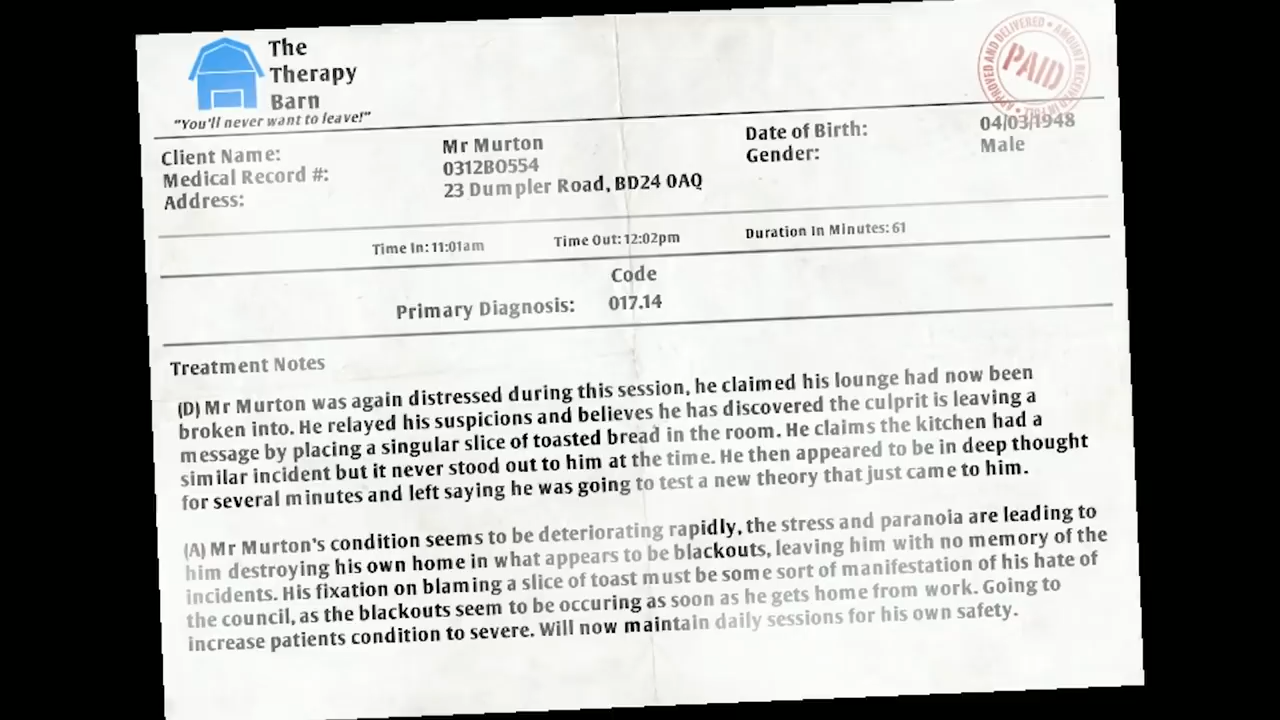 The
Therapy
Barn
"You'll never want to leave!"
APPROVED AND DELIVERED • AMOUNT RECEIVED IN FULL •
PAID
Client Name: Mr Murton Date of Birth: 04/03/1948
Medical Record #: 0312B0554 Gender: Male
Address: 23 Dumpler Road, BD24 0AQ
Time In: 11:01am Time Out: 12:02pm Duration In Minutes: 61
Code
Primary Diagnosis: 017.14
Treatment Notes
(D) Mr Murton was again distressed during this session, he claimed his lounge had now been
broken into. He relayed his suspicions and believes he has discovered the culprit is leaving a
message by placing a singular slice of toasted bread in the room. He claims the kitchen had a
similar incident but it never stood out to him at the time. He then appeared to be in deep thought
for several minutes and left saying he was going to test a new theory that just came to him.
(A) Mr Murton's condition seems to be deteriorating rapidly, the stress and paranoia are leading to
him destroying his own home in what appears to be blackouts, leaving him with no memory of the
incidents. His fixation on blaming a slice of toast must be some sort of manifestation of his hate of
the council, as the blackouts seem to be occuring as soon as he gets home from work. Going to
increase patients condition to severe. Will now maintain daily sessions for his own safety.